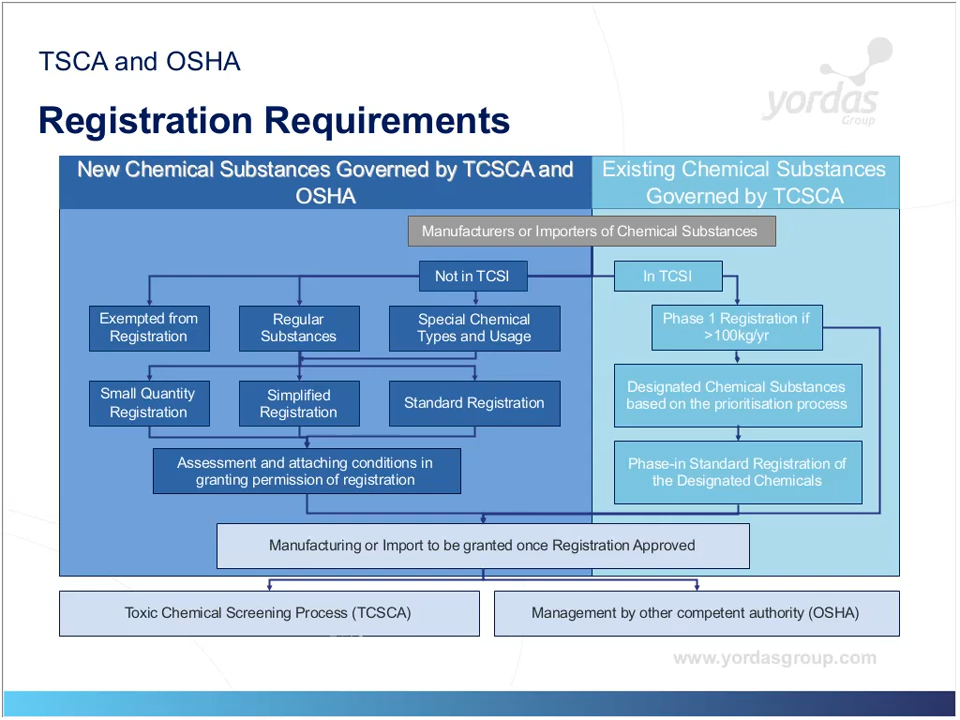 TSCA and OSHA
yordas
Group
Registration Requirements
New Chemical Substances Governed by TCSCA and
OSHA
Existing Chemical Substances
Governed by TCSCA
Manufacturers or Importers of Chemical Substances
Not in TCSI
In TCSI
Exempted from
Registration
Regular
Substances
Special Chemical
Types and Usage
Phase 1 Registration if
>100kg/yr
Small Quantity
Registration
Simplified
Registration
Standard Registration
Designated Chemical Substances
based on the prioritisation process
Assessment and attaching conditions in
granting permission of registration
Phase-in Standard Registration of
the Designated Chemicals
Manufacturing or Import to be granted once Registration Approved
Toxic Chemical Screening Process (TCSCA)
Management by other competent authority (OSHA)
www.yordasgroup.com